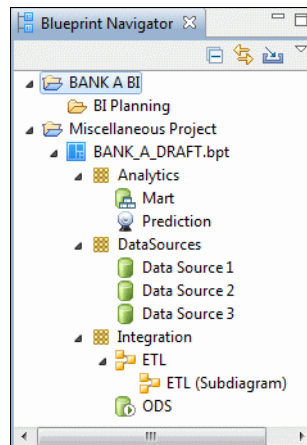 Blueprint Navigator
BANK A BI
BI Planning
Miscellaneous Project
BANK_A_DRAFT.bpt
Analytics
Mart
Prediction
DataSources
Data Source 1
Data Source 2
Data Source 3
Integration
ETL
ETL (Subdiagram)
ODS